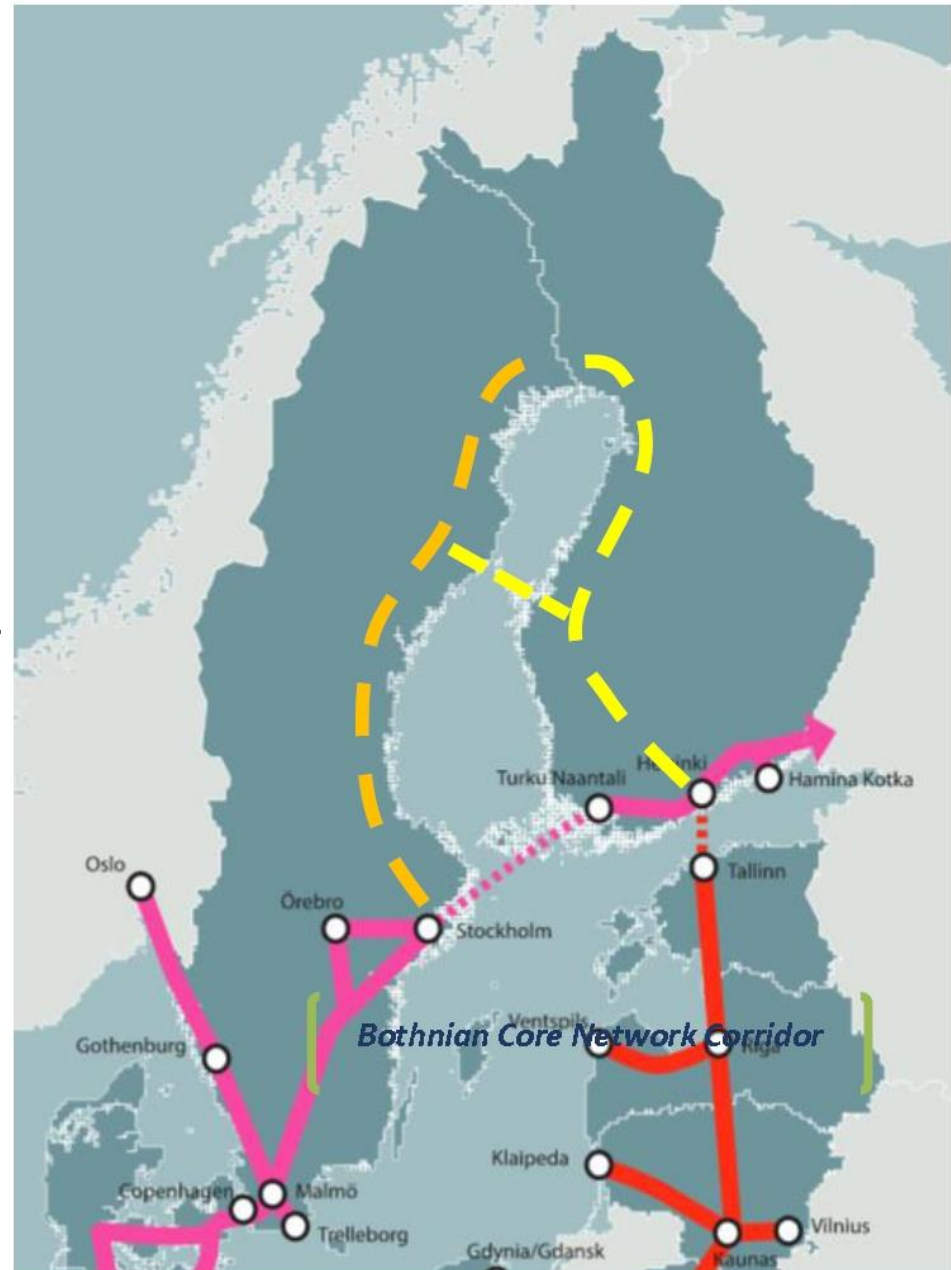 Helsinki
Turku Naantali
Hamina Kotka
Oslo
Tallinn
Örebro
Stockholm
Ventspils
Bothnian Core Network Corridor
Riga
Gothenburg
Klaipeda
Copenhagen
Malmö
Trelleborg
Vilnius
Gdynia/Gdansk
Kaunas